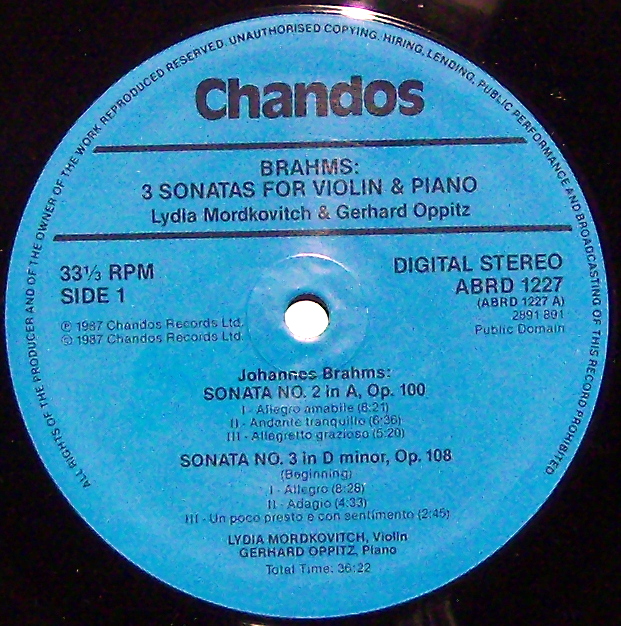 ALL RIGHTS OF THE PRODUCER AND OF THE OWNER OF THE WORK REPRODUCED RESERVED. UNAUTHORISED COPYING, HIRING, LENDING, PUBLIC PERFORMANCE AND BROADCASTING OF THIS RECORD PROHIBITED
Chandos
BRAHMS:
3 SONATAS FOR VIOLIN & PIANO
Lydia Mordkovitch & Gerhard Oppitz
33⅓ RPM
SIDE 1
℗ 1987 Chandos Records Ltd.
© 1987 Chandos Records Ltd.
DIGITAL STEREO
ABRD 1227
(ABRD 1227 A)
2891 891
Public Domain
Johannes Brahms:
SONATA NO. 2 in A, Op. 100
I - Allegro amabile (8:21)
II - Andante tranquillo (6:36)
III - Allegretto grazioso (5:20)
SONATA NO. 3 in D minor, Op. 108
(Beginning)
I - Allegro (8:28)
II - Adagio (4:33)
III - Un poco presto e con sentimento (2:45)
LYDIA MORDKOVITCH, Violin
GERHARD OPPITZ, Piano
Total Time: 36:22